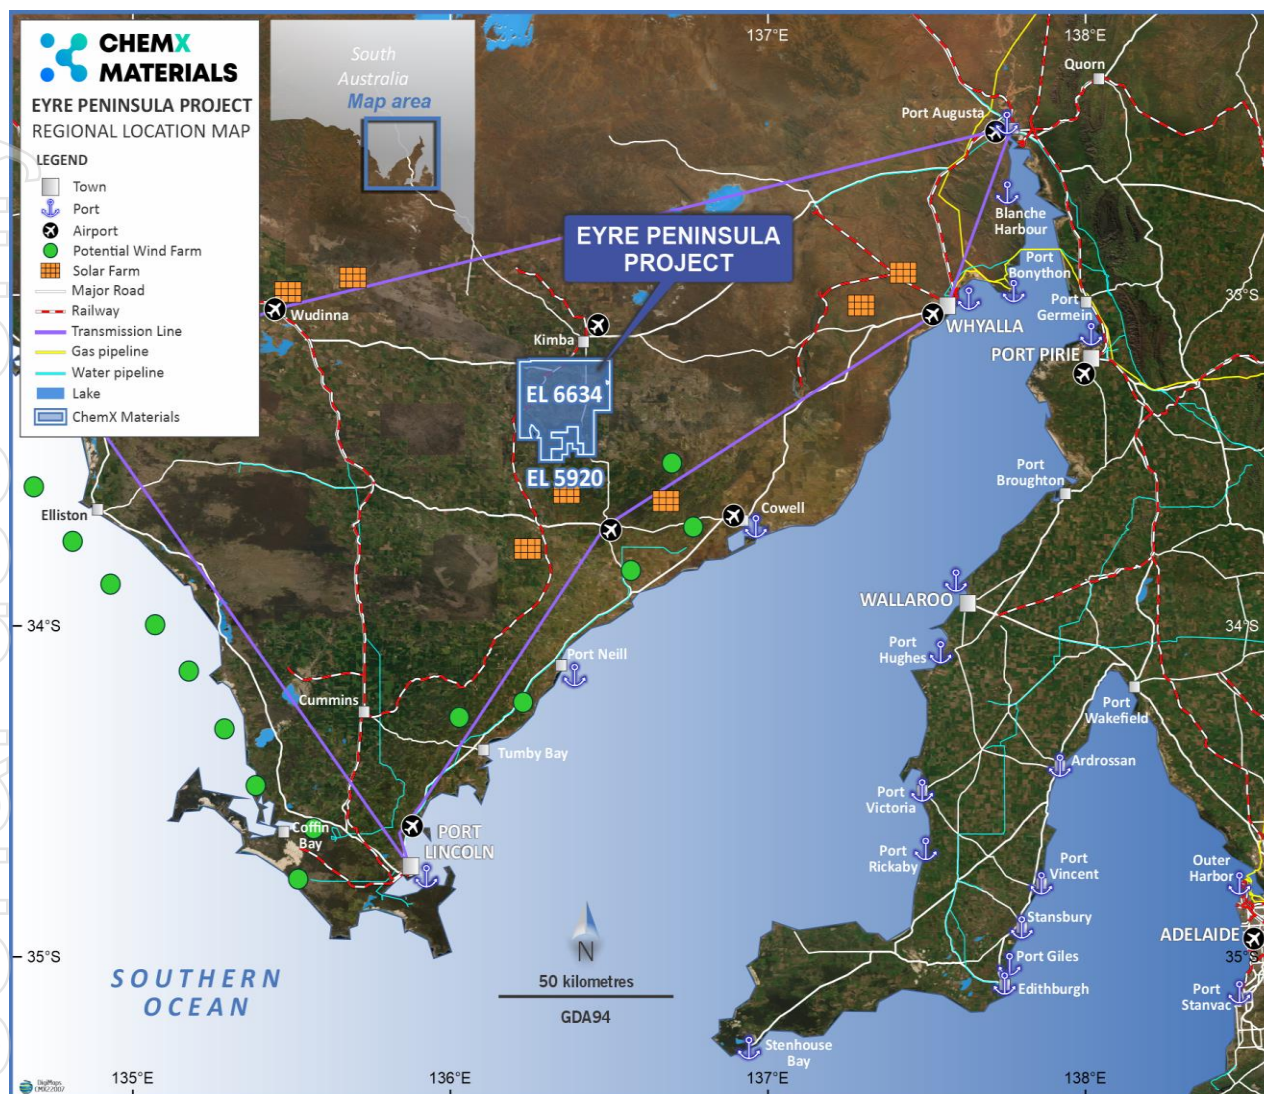 CHEMX
MATERIALS
EYRE PENINSULA PROJECT
REGIONAL LOCATION MAP
LEGEND
Town
Port
Airport
Potential Wind Farm
Solar Farm
Major Road
Railway
Transmission Line
Gas pipeline
Water pipeline
Lake
ChemX Materials
South
Australia
Map area
137°E
138°E
Quorn
Port Augusta
Blanche
Harbour
EYRE PENINSULA
PROJECT
Port
Bonython
33°S
Port
Germein
Wudinna
WHYALLA
Kimba
PORT PIRIE
EL 6634
EL 5920
Port
Broughton
Elliston
Cowell
WALLAROO
34°S
34°S
Port
Hughes
Port Neill
Cummins
Port
Wakefield
Tumby Bay
Ardrossan
Port
Victoria
Coffin
Bay
PORT
LINCOLN
Port
Rickaby
Port
Vincent
Outer
Harbor
Stansbury
ADELAIDE
35°S
35°S
Port Giles
Edithburgh
Port
Stanvac
SOUTHERN
OCEAN
N
50 kilometres
GDA94
Stenhouse
Bay
135°E
136°E
137°E
138°E
DigiMaps
CMX22007